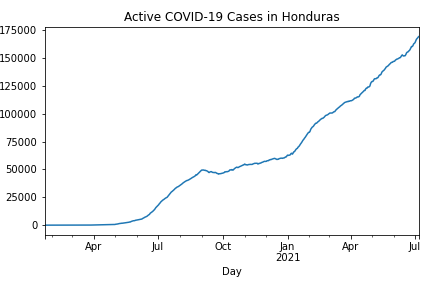 Active COVID-19 Cases in Honduras
175000
150000
125000
100000
75000
50000
25000
0
Apr
Jul
Oct
Jan
2021
Apr
Jul
Day